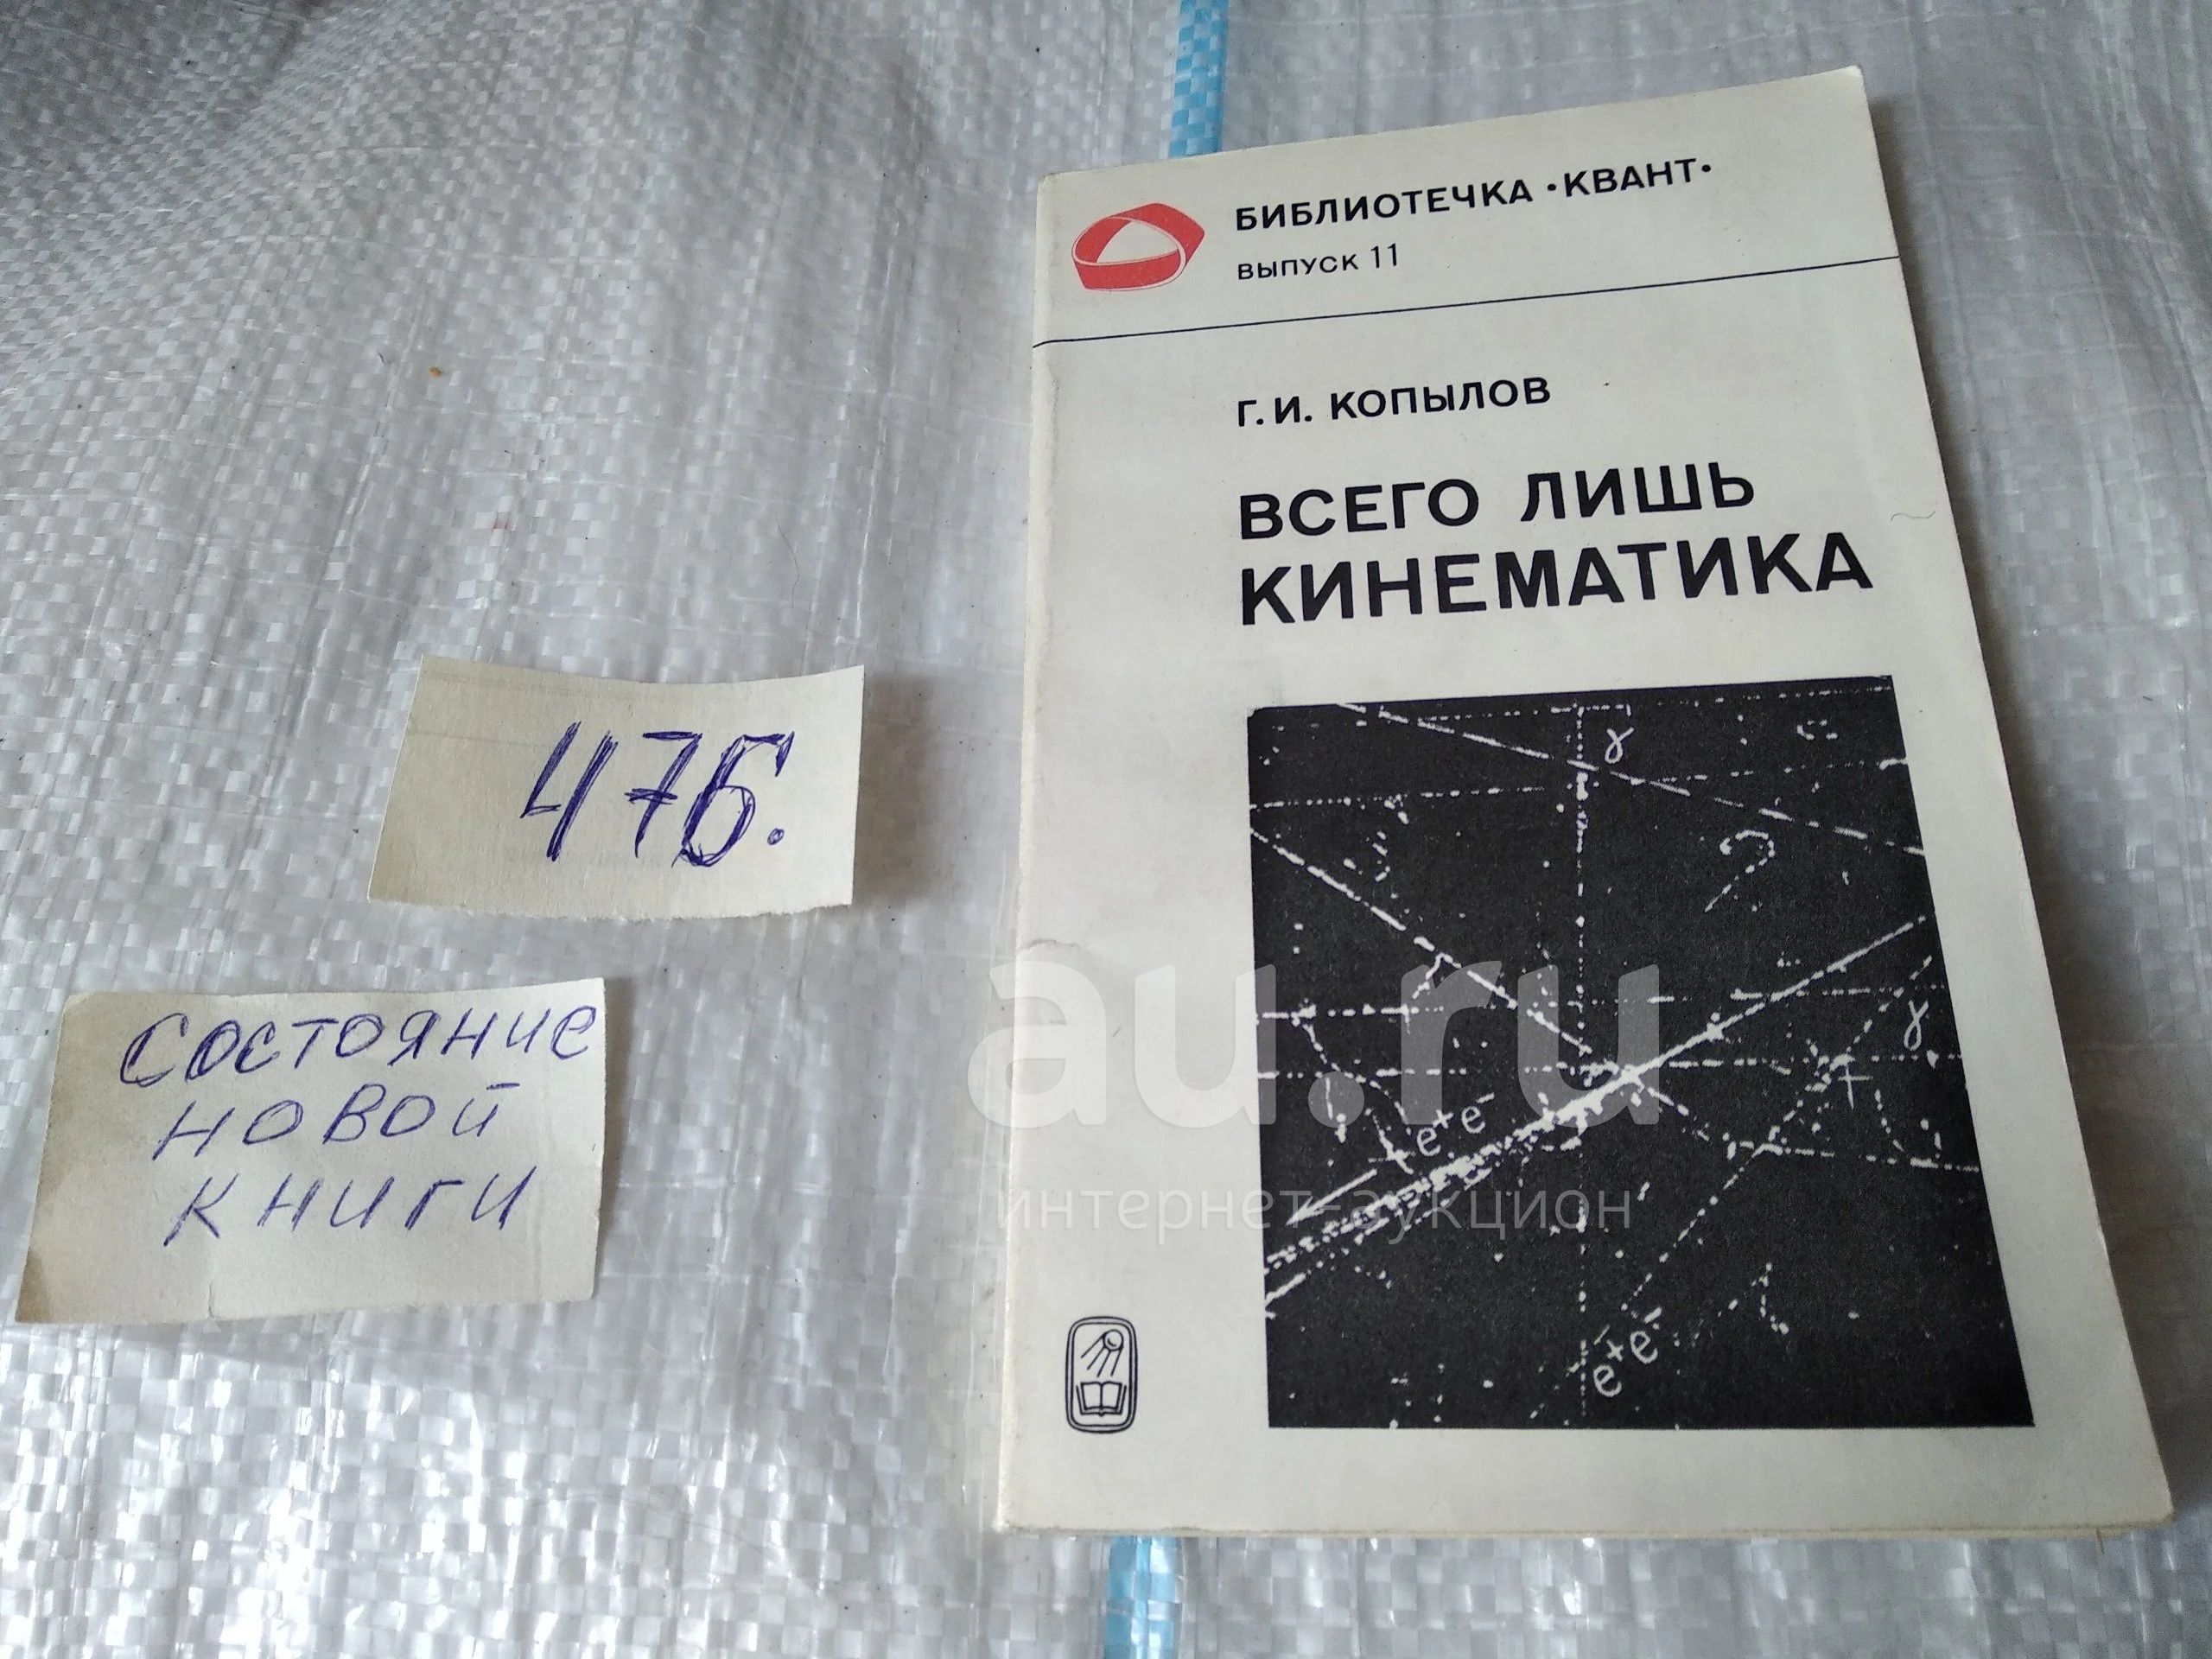 БИБЛИОТЕЧКА •КВАНТ•
ВЫПУСК 11
Г.И. КОПЫЛОВ
ВСЕГО ЛИШЬ
КИНЕМАТИКА
γ
γ
e⁺e⁻
e⁺e⁻
476.
Состояние
новой
книги
au.ru
интернет-аукцион